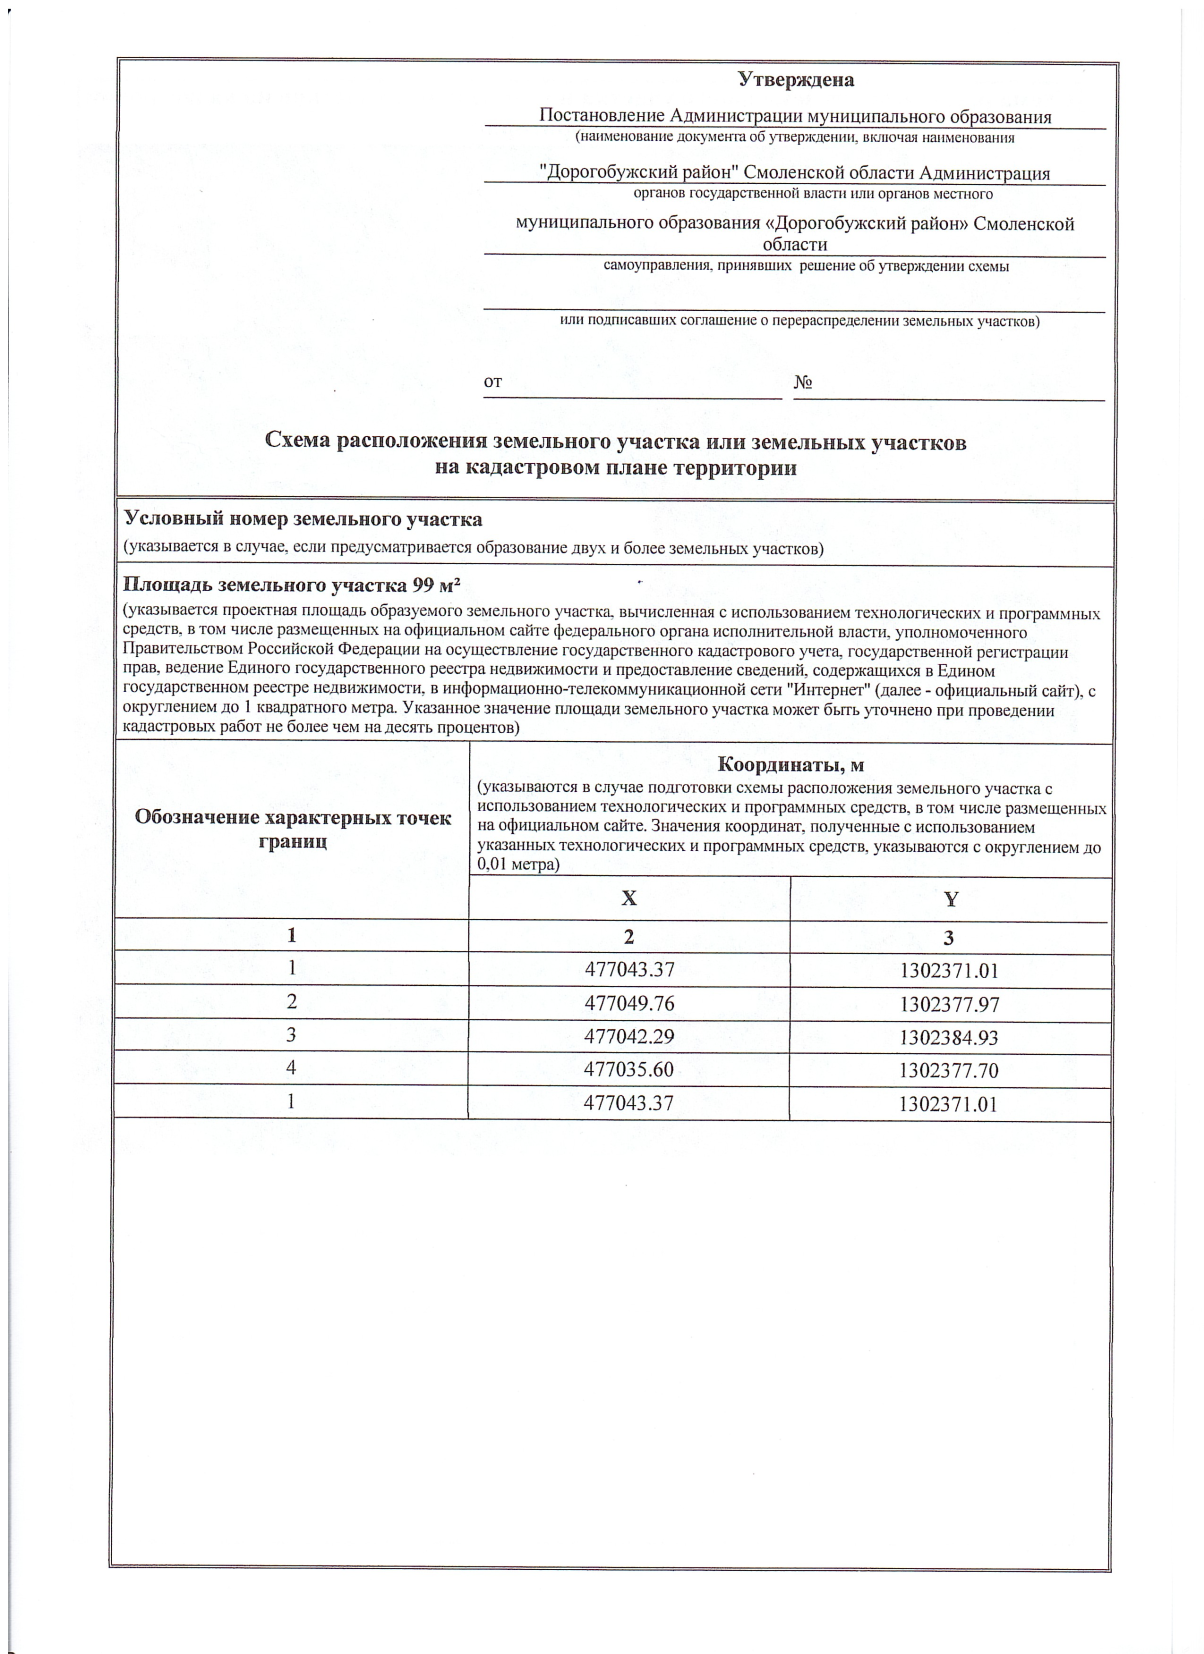 Утверждена
Постановление Администрации муниципального образования
(наименование документа об утверждении, включая наименования
"Дорогобужский район" Смоленской области Администрация
органов государственной власти или органов местного
муниципального образования «Дорогобужский район» Смоленской
области
самоуправления, принявших решение об утверждении схемы
или подписавших соглашение о перераспределении земельных участков)
от №
Схема расположения земельного участка или земельных участков
на кадастровом плане территории
Условный номер земельного участка
(указывается в случае, если предусматривается образование двух и более земельных участков)
Площадь земельного участка 99 м²
(указывается проектная площадь образуемого земельного участка, вычисленная с использованием технологических и программных
средств, в том числе размещенных на официальном сайте федерального органа исполнительной власти, уполномоченного
Правительством Российской Федерации на осуществление государственного кадастрового учета, государственной регистрации
прав, ведение Единого государственного реестра недвижимости и предоставление сведений, содержащихся в Едином
государственном реестре недвижимости, в информационно-телекоммуникационной сети "Интернет" (далее - официальный сайт), с
округлением до 1 квадратного метра. Указанное значение площади земельного участка может быть уточнено при проведении
кадастровых работ не более чем на десять процентов)
Обозначение характерных точек
границ
Координаты, м
(указываются в случае подготовки схемы расположения земельного участка с
использованием технологических и программных средств, в том числе размещенных
на официальном сайте. Значения координат, полученные с использованием
указанных технологических и программных средств, указываются с округлением до
0,01 метра)
X Y
1 2 3
1 477043.37 1302371.01
2 477049.76 1302377.97
3 477042.29 1302384.93
4 477035.60 1302377.70
1 477043.37 1302371.01